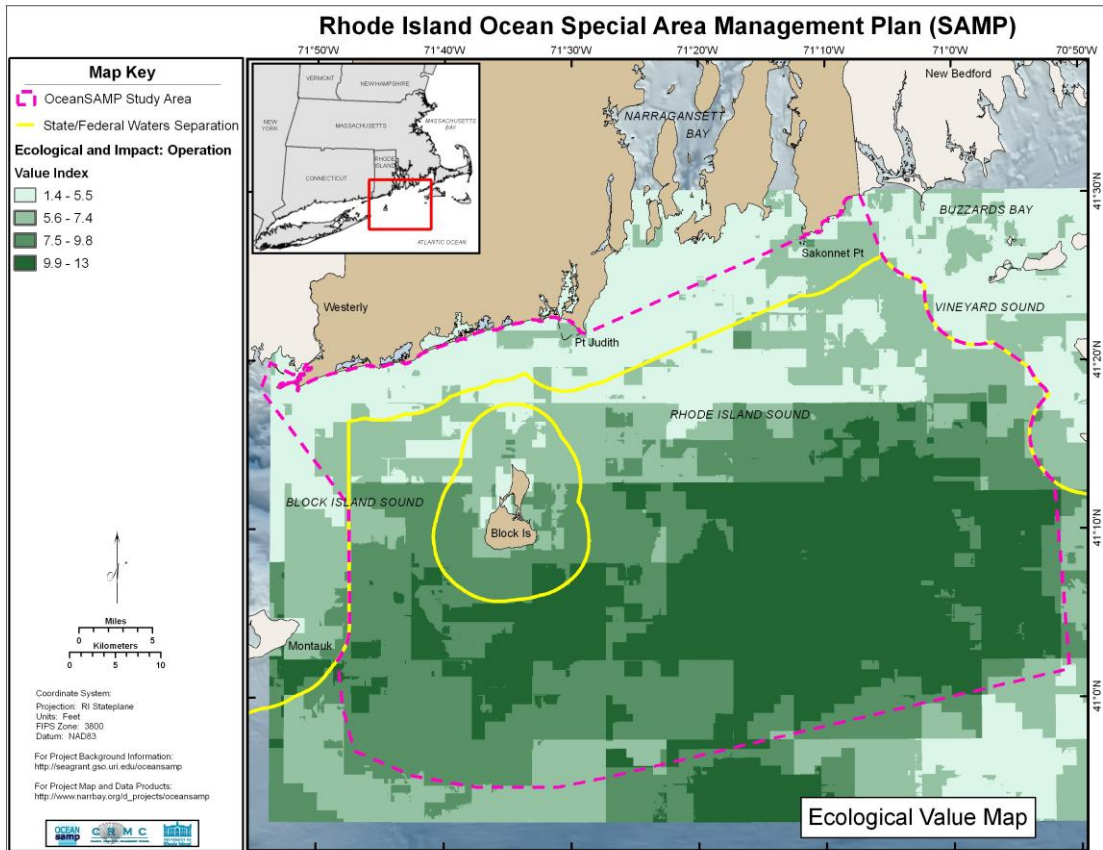 Rhode Island Ocean Special Area Management Plan (SAMP)
71°50'W
71°40'W
71°30'W
71°20'W
71°10'W
71°0'W
70°50'W
Map Key
OceanSAMP Study Area
State/Federal Waters Separation
Ecological and Impact: Operation
Value Index
1.4 - 5.5
5.6 - 7.4
7.5 - 9.8
9.9 - 13
VERMONT
NEW HAMPSHIRE
NEW YORK
MASSACHUSETTS
MASSACHUSETTS
BAY
CONNECTICUT
RHODE
ISLAND
ATLANTIC OCEAN
New Bedford
NARRAGANSETT
BAY
41°30'N
BUZZARDS BAY
Sakonnet Pt
Westerly
VINEYARD SOUND
Pt Judith
41°20'N
RHODE ISLAND SOUND
BLOCK ISLAND SOUND
Block Is
41°10'N
Montauk
41°0'N
Miles
0 5
Kilometers
0 5 10
Coordinate System:
Projection: RI Stateplane
Units: Feet
FIPS Zone: 3800
Datum: NAD83
For Project Background Information:
http://seagrant.gso.uri.edu/oceansamp
For Project Map and Data Products:
http://www.narrbay.org/d_projects/oceansamp
OCEAN
samp
CRMC
Ecological Value Map